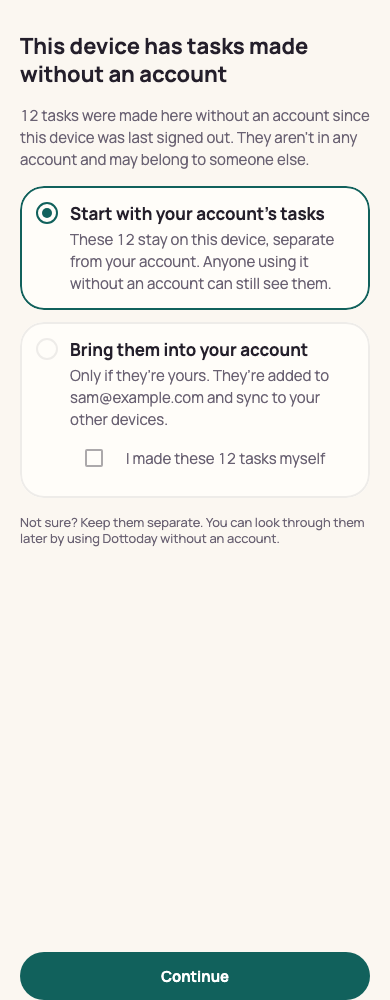 This device has tasks made
without an account
12 tasks were made here without an account since
this device was last signed out. They aren't in any
account and may belong to someone else.
Start with your account's tasks
These 12 stay on this device, separate
from your account. Anyone using it
without an account can still see them.
Bring them into your account
Only if they're yours. They're added to
sam@example.com and sync to your
other devices.
I made these 12 tasks myself
Not sure? Keep them separate. You can look through them
later by using Dottoday without an account.
Continue